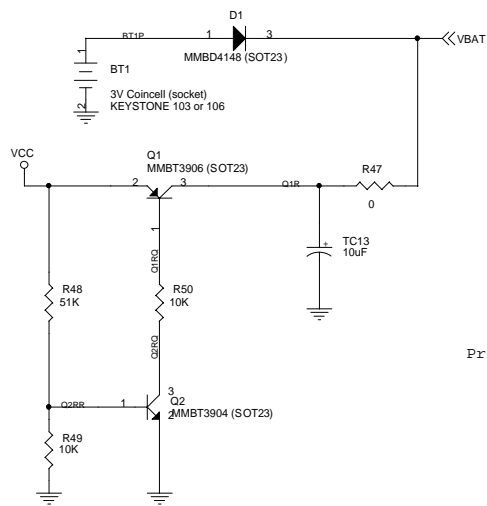 D1
BT1P
1
3
VBAT
MMBD4148 (SOT23 )
1
BT1
2
3V Coincell (socket)
KEYSTONE 103 or 106
VCC
Q1
MMBT3906 (SOT23)
R47
2
3
Q1R
0
1
Q1RQ
TC13
10uF
+
R48
51K
R50
10K
Q2RQ
Pr
3
Q2RR
1
Q2
MMBT3904 (SOT23)
2
R49
10K